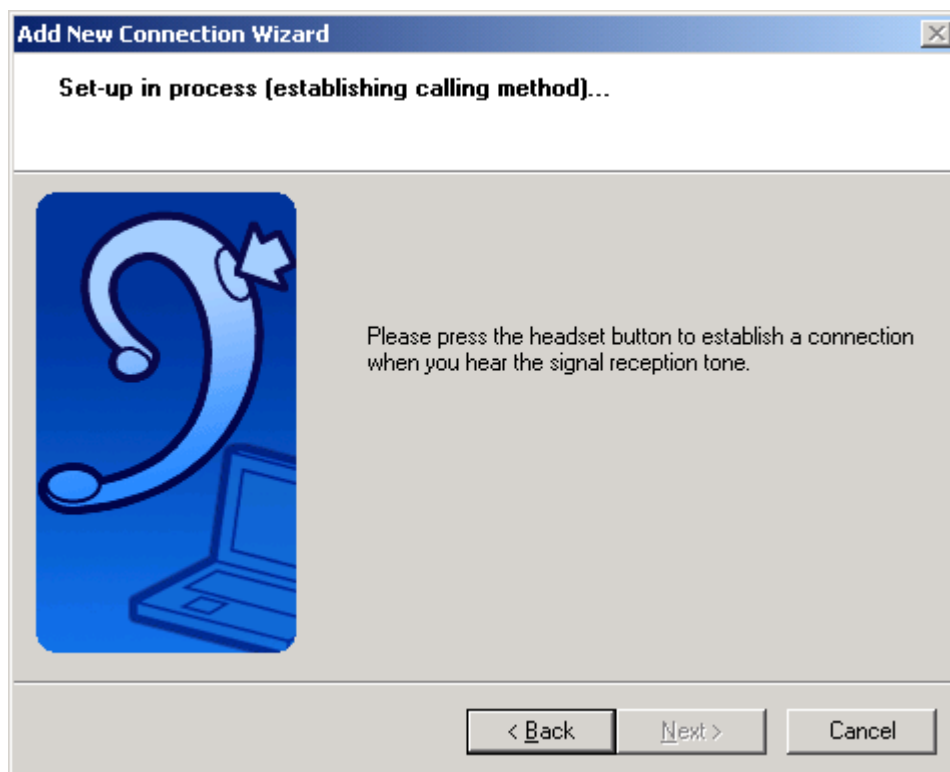 Add New Connection Wizard
Set-up in process (establishing calling method)...
Please press the headset button to establish a connection
when you hear the signal reception tone.
< Back
Next >
Cancel